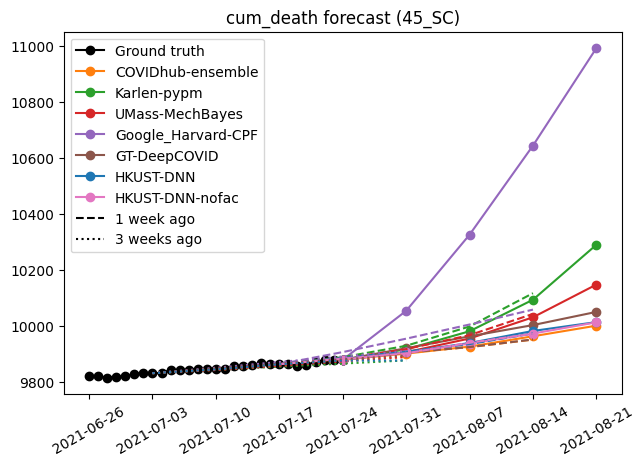 cum_death forecast (45_SC)
11000
10800
10600
10400
10200
10000
9800
Ground truth
COVIDhub-ensemble
Karlen-pypm
UMass-MechBayes
Google_Harvard-CPF
GT-DeepCOVID
HKUST-DNN
HKUST-DNN-nofac
1 week ago
3 weeks ago
2021-06-26
2021-07-03
2021-07-10
2021-07-17
2021-07-24
2021-07-31
2021-08-07
2021-08-14
2021-08-21